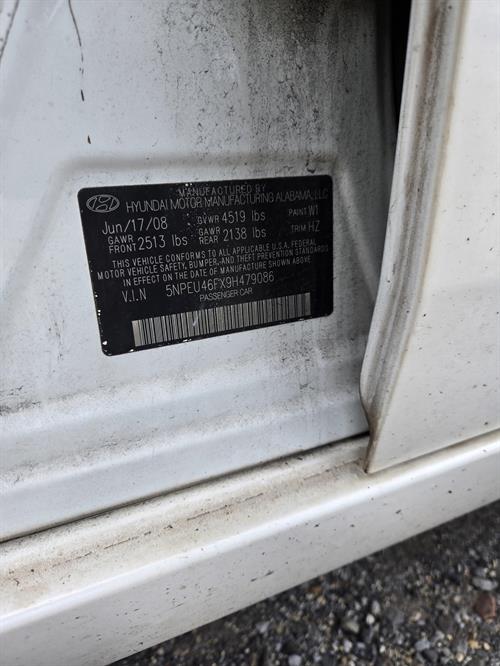 MANUFACTURED BY
HYUNDAI MOTOR MANUFACTURING ALABAMA, LLC
Jun/17/08 GVWR 4519 lbs PAINT W1
GAWR FRONT 2513 lbs GAWR REAR 2138 lbs TRIM HZ
THIS VEHICLE CONFORMS TO ALL APPLICABLE U.S.A. FEDERAL
MOTOR VEHICLE SAFETY, BUMPER, AND THEFT PREVENTION STANDARDS
IN EFFECT ON THE DATE OF MANUFACTURE SHOWN ABOVE.
V.I.N 5NPEU46FX9H479086
PASSENGER CAR